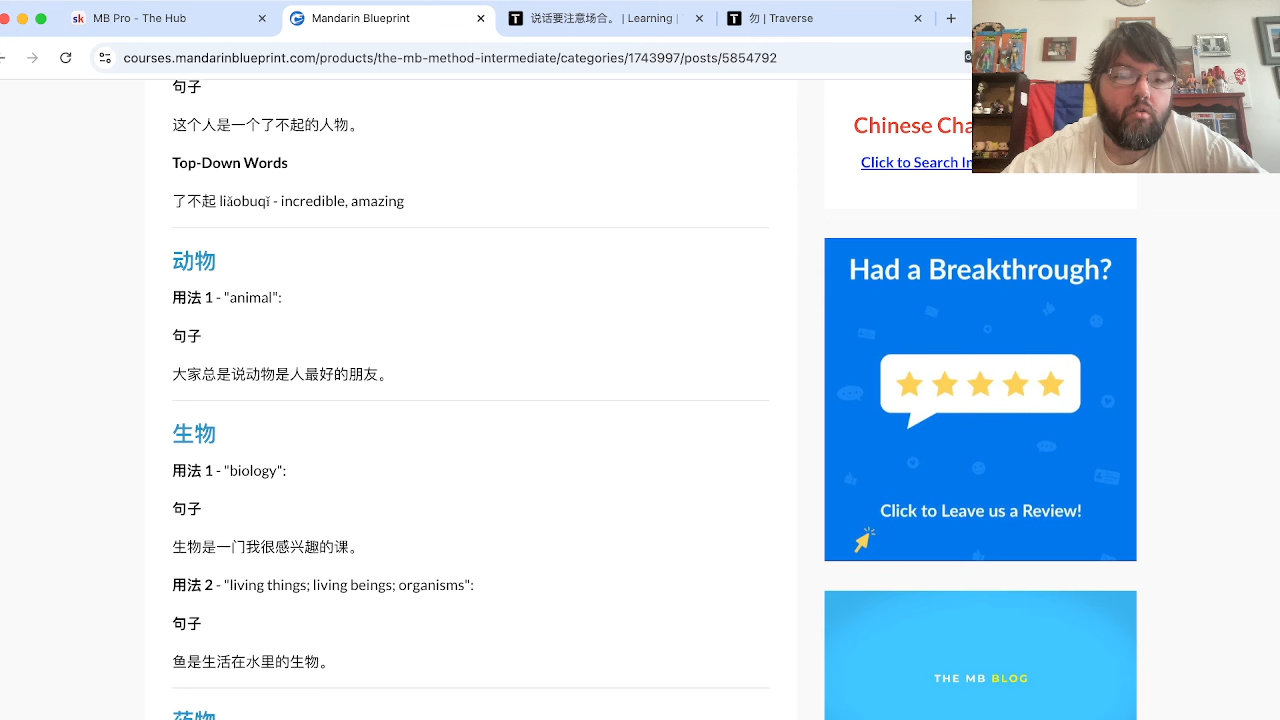 MB Pro - The Hub
Mandarin Blueprint
说话要注意场合。 | Learning |
勿 | Traverse
courses.mandarinblueprint.com/products/the-mb-method-intermediate/categories/1743997/posts/5854792
句子
这个人是一个了不起的人物。
Top-Down Words
了不起 liǎobuqǐ - incredible, amazing
动物
用法 1 - "animal":
句子
大家总是说动物是人最好的朋友。
生物
用法 1 - "biology":
句子
生物是一门我很感兴趣的课。
用法 2 - "living things; living beings; organisms":
句子
鱼是生活在水里的生物。
药物
Chinese Cha
Click to Search In
Had a Breakthrough?
Click to Leave us a Review!
THE MB BLOG